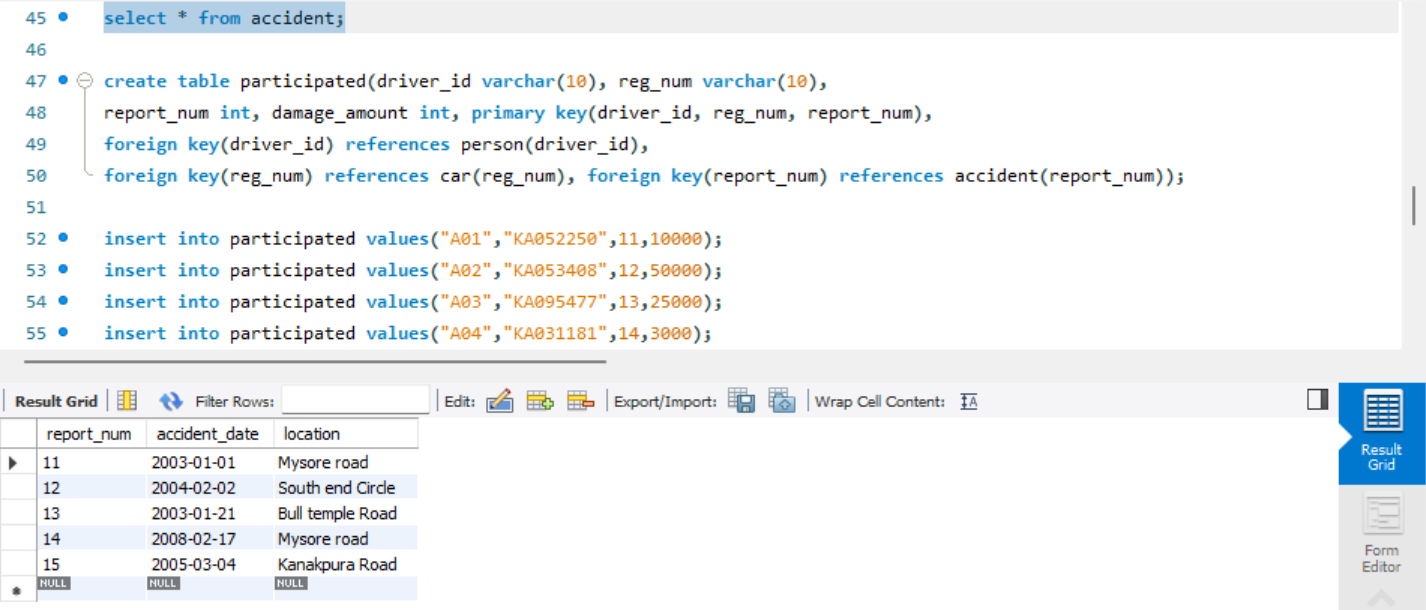 45 select * from accident;
46
47 create table participated(driver_id varchar(10), reg_num varchar(10),
48 report_num int, damage_amount int, primary key(driver_id, reg_num, report_num),
49 foreign key(driver_id) references person(driver_id),
50 foreign key(reg_num) references car(reg_num), foreign key(report_num) references accident(report_num));
51
52 insert into participated values("A01","KA052250",11,10000);
53 insert into participated values("A02","KA053408",12,50000);
54 insert into participated values("A03","KA095477",13,25000);
55 insert into participated values("A04","KA031181",14,3000);
Result Grid Filter Rows: Edit: Export/Import: Wrap Cell Content: IA
report_num accident_date location
11 2003-01-01 Mysore road
12 2004-02-02 South end Circle
13 2003-01-21 Bull temple Road
14 2008-02-17 Mysore road
15 2005-03-04 Kanakpura Road
NULL NULL NULL
Result
Grid
Form
Editor